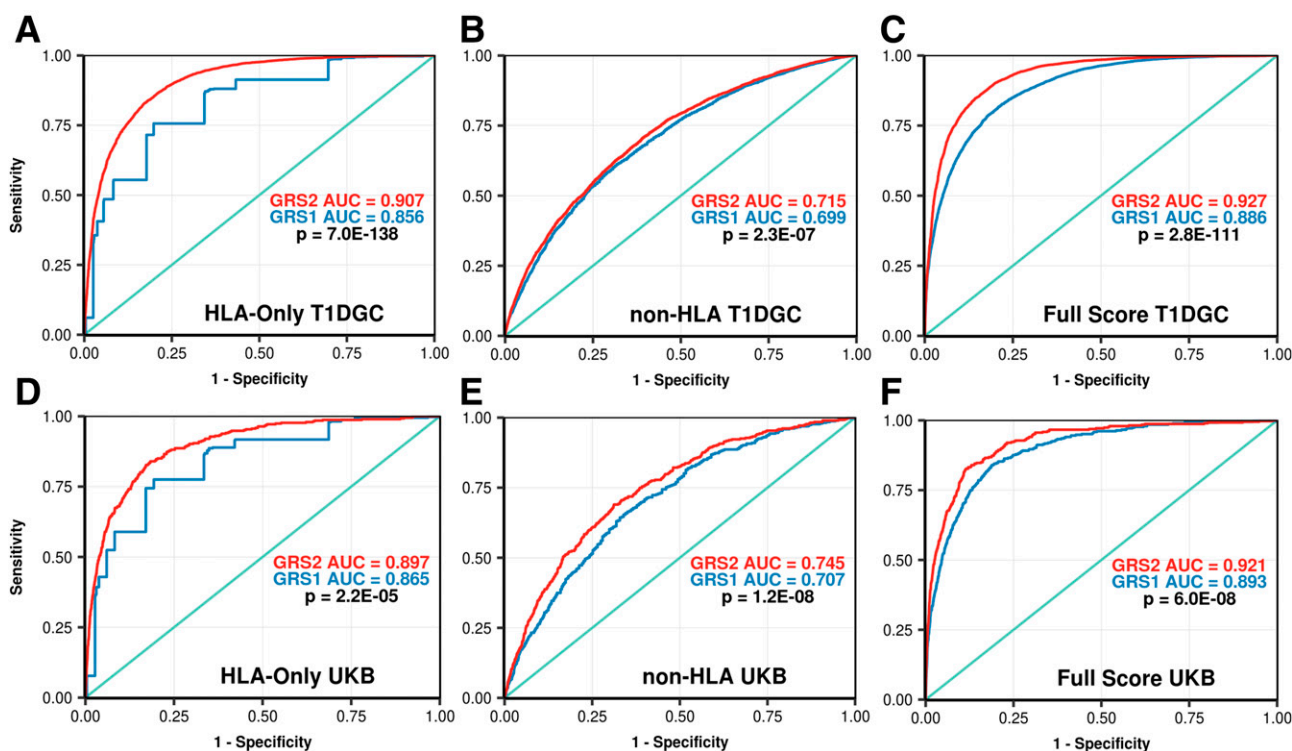 A
1.00
0.75
0.50
0.25
0.00
Sensitivity
GRS2 AUC = 0.907
GRS1 AUC = 0.856
p = 7.0E-138
HLA-Only T1DGC
0.00 0.25 0.50 0.75 1.00
1 - Specificity
B
1.00
0.75
0.50
0.25
0.00
GRS2 AUC = 0.715
GRS1 AUC = 0.699
p = 2.3E-07
non-HLA T1DGC
0.00 0.25 0.50 0.75 1.00
1 - Specificity
C
1.00
0.75
0.50
0.25
0.00
GRS2 AUC = 0.927
GRS1 AUC = 0.886
p = 2.8E-111
Full Score T1DGC
0.00 0.25 0.50 0.75 1.00
1 - Specificity
D
1.00
0.75
0.50
0.25
0.00
Sensitivity
GRS2 AUC = 0.897
GRS1 AUC = 0.865
p = 2.2E-05
HLA-Only UKB
0.00 0.25 0.50 0.75 1.00
1 - Specificity
E
1.00
0.75
0.50
0.25
0.00
GRS2 AUC = 0.745
GRS1 AUC = 0.707
p = 1.2E-08
non-HLA UKB
0.00 0.25 0.50 0.75 1.00
1 - Specificity
F
1.00
0.75
0.50
0.25
0.00
GRS2 AUC = 0.921
GRS1 AUC = 0.893
p = 6.0E-08
Full Score UKB
0.00 0.25 0.50 0.75 1.00
1 - Specificity